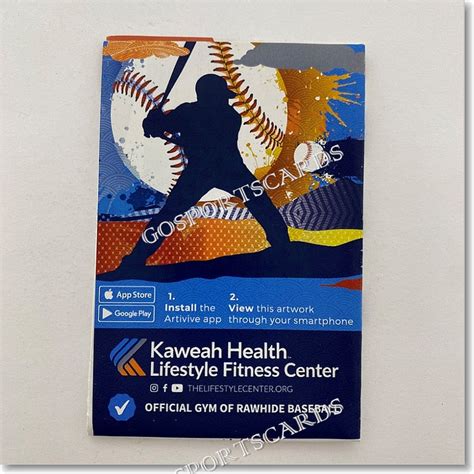 GOSPORTSCARDS
App Store
Google Play
1.
Install the
Artivive app
2.
View this artwork
through your smartphone
Kaweah Health™
Lifestyle Fitness Center
THELIFESTYLECENTER.ORG
OFFICIAL GYM OF RAWHIDE BASEBALL
GOSPORTSCARDS